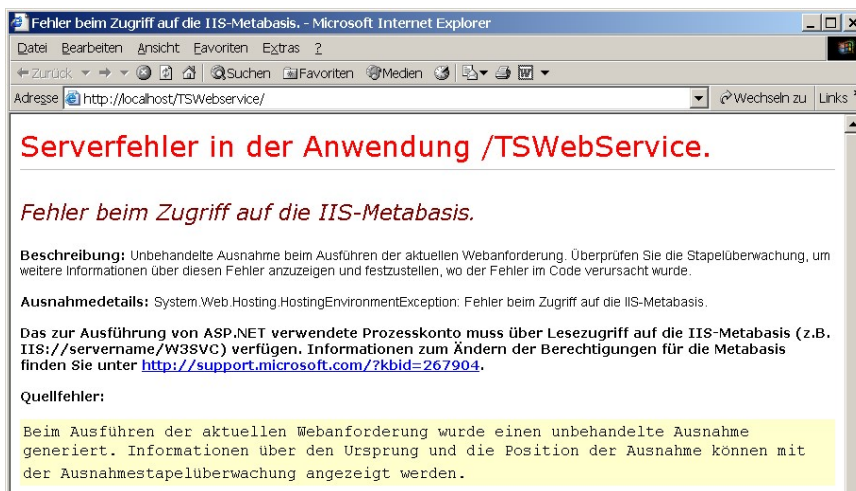 Fehler beim Zugriff auf die IIS-Metabasis. - Microsoft Internet Explorer
Datei Bearbeiten Ansicht Favoriten Extras ?
Zurück Suchen Favoriten Medien
Adresse http://localhost/TSWebservice/ Wechseln zu Links
Serverfehler in der Anwendung /TSWebService.
Fehler beim Zugriff auf die IIS-Metabasis.
Beschreibung: Unbehandelte Ausnahme beim Ausführen der aktuellen Webanforderung. Überprüfen Sie die Stapelüberwachung, um
weitere Informationen über diesen Fehler anzuzeigen und festzustellen, wo der Fehler im Code verursacht wurde.
Ausnahmedetails: System.Web.Hosting.HostingEnvironmentException: Fehler beim Zugriff auf die IIS-Metabasis.
Das zur Ausführung von ASP.NET verwendete Prozesskonto muss über Lesezugriff auf die IIS-Metabasis (z.B.
IIS://servername/W3SVC) verfügen. Informationen zum Ändern der Berechtigungen für die Metabasis
finden Sie unter http://support.microsoft.com/?kbid=267904.
Quellfehler:
Beim Ausführen der aktuellen Webanforderung wurde einen unbehandelte Ausnahme
generiert. Informationen über den Ursprung und die Position der Ausnahme können mit
der Ausnahmestapelüberwachung angezeigt werden.